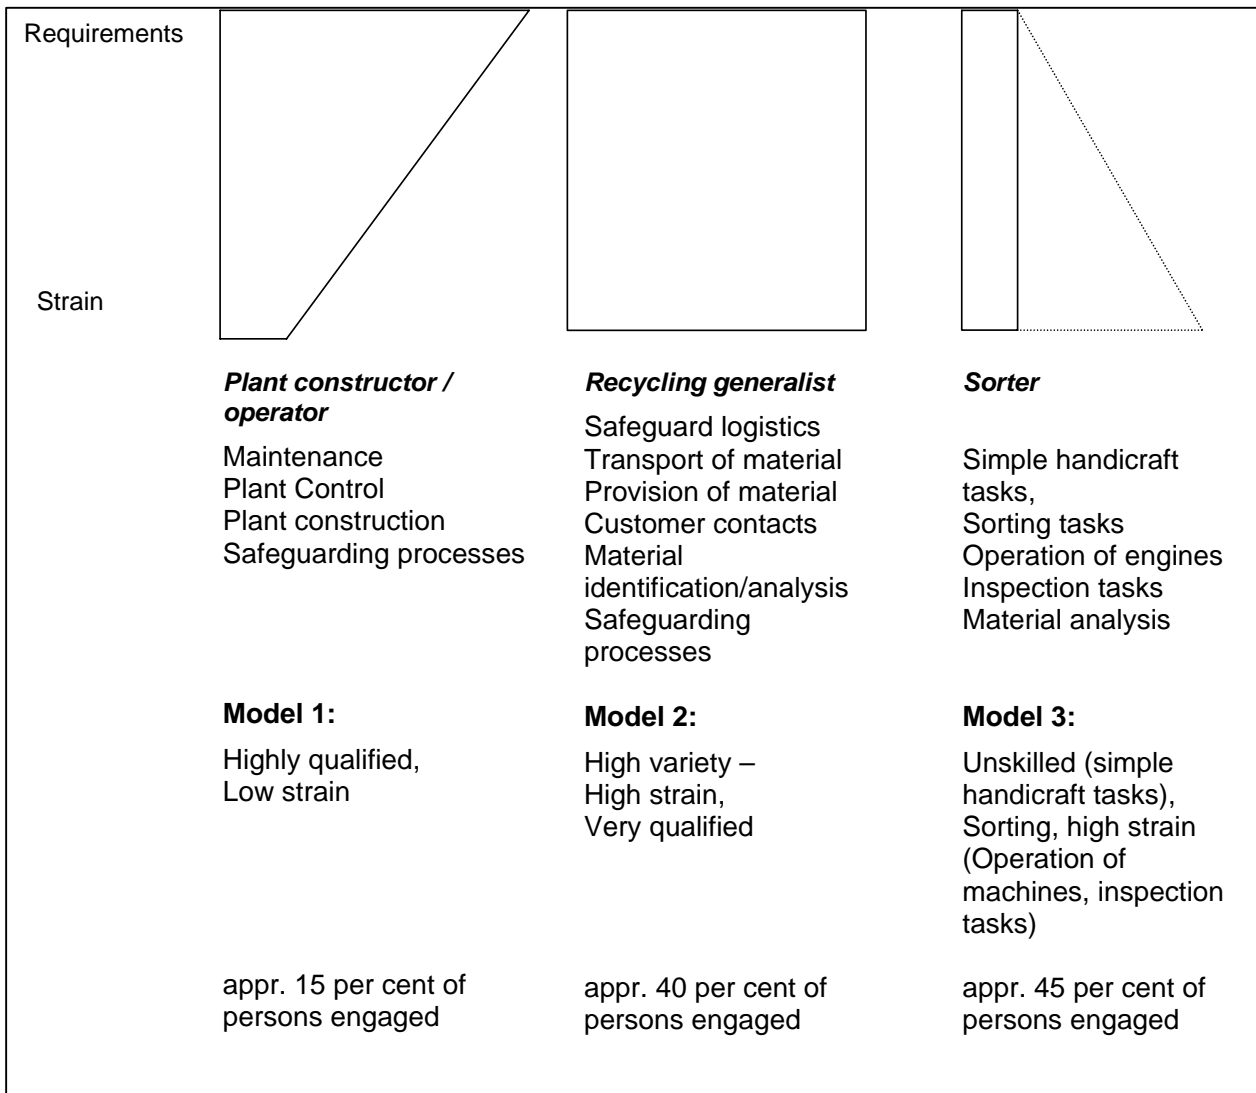 Requirements
Strain
Plant constructor /
operator
Maintenance
Plant Control
Plant construction
Safeguarding processes
Model 1:
Highly qualified,
Low strain
appr. 15 per cent of
persons engaged
Recycling generalist
Safeguard logistics
Transport of material
Provision of material
Customer contacts
Material
identification/analysis
Safeguarding
processes
Model 2:
High variety –
High strain,
Very qualified
appr. 40 per cent of
persons engaged
Sorter
Simple handicraft
tasks,
Sorting tasks
Operation of engines
Inspection tasks
Material analysis
Model 3:
Unskilled (simple
handicraft tasks),
Sorting, high strain
(Operation of
machines, inspection
tasks)
appr. 45 per cent of
persons engaged